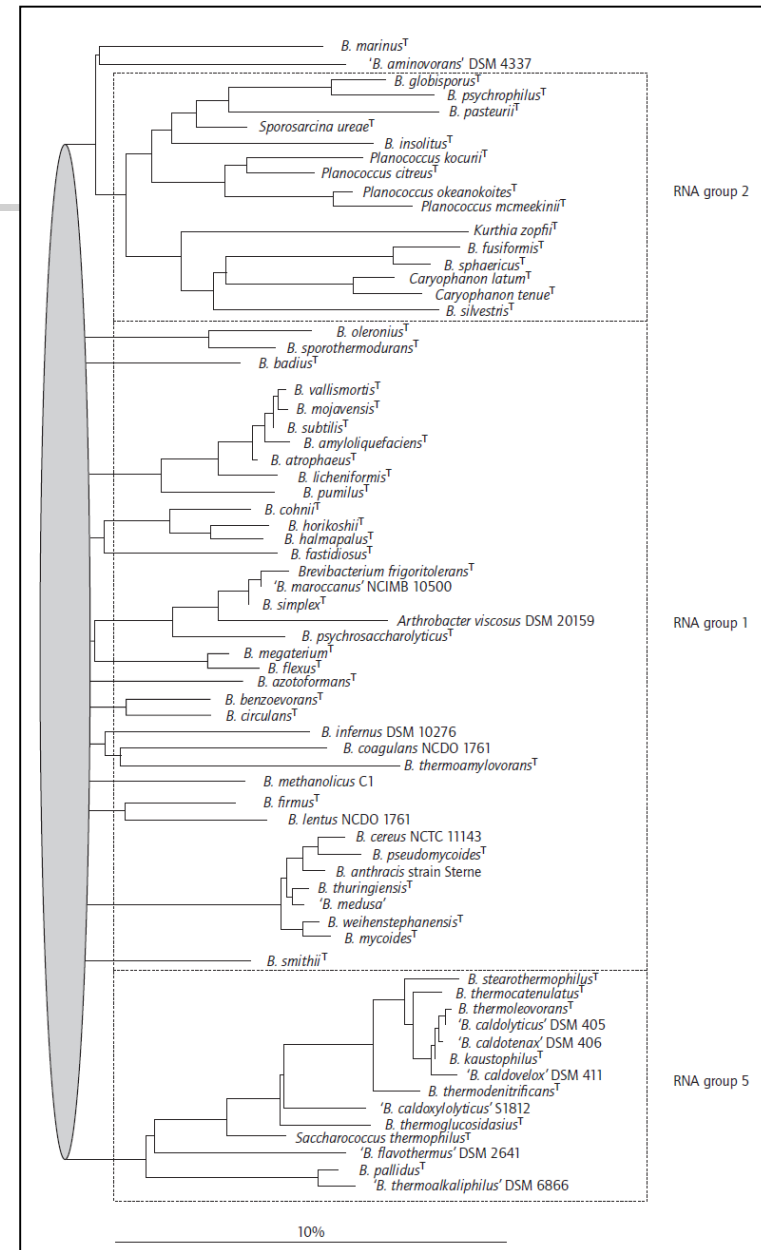 B. marinusᵀ
'B. aminovorans' DSM 4337
B. globisporusᵀ
B. psychrophilusᵀ
B. pasteuriiᵀ
Sporosarcina ureaeᵀ
B. insolitusᵀ
Planococcus kocuriiᵀ
Planococcus citreusᵀ
Planococcus okeanokoitesᵀ
RNA group 2
Planococcus mcmeekiniiᵀ
Kurthia zopfiiᵀ
B. fusiformisᵀ
B. sphaericusᵀ
Caryophanon latumᵀ
Caryophanon tenueᵀ
B. silvestrisᵀ
B. oleroniusᵀ
B. sporothermoduransᵀ
B. badiusᵀ
B. vallismortisᵀ
B. mojavensisᵀ
B. subtilisᵀ
B. amyloliquefaciensᵀ
B. atrophaeusᵀ
B. licheniformisᵀ
B. pumilusᵀ
B. cohniiᵀ
B. horikoshiiᵀ
B. halmapalusᵀ
B. fastidiosusᵀ
Brevibacterium frigoritoleransᵀ
'B. maroccanus' NCIMB 10500
B. simplexᵀ
Arthrobacter viscosus DSM 20159
RNA group 1
B. psychrosaccharolyticusᵀ
B. megateriumᵀ
B. flexusᵀ
B. azotoformansᵀ
B. benzoevoransᵀ
B. circulansᵀ
B. infernus DSM 10276
B. coagulans NCDO 1761
B. thermoamylovoransᵀ
B. methanolicus C1
B. firmusᵀ
B. lentus NCDO 1761
B. cereus NCTC 11143
B. pseudomycoidesᵀ
B. anthracis strain Sterne
B. thuringiensisᵀ
'B. medusa'
B. weihenstephanensisᵀ
B. mycoidesᵀ
B. smithiiᵀ
B. stearothermophilusᵀ
B. thermocatenulatusᵀ
B. thermoleovoransᵀ
'B. caldolyticus' DSM 405
'B. caldotenax' DSM 406
B. kaustophilusᵀ
'B. caldovelox' DSM 411
RNA group 5
B. thermodenitrificansᵀ
'B. caldoxylolyticus' S1812
B. thermoglucosidasiusᵀ
Saccharococcus thermophilusᵀ
'B. flavothermus' DSM 2641
B. pallidusᵀ
'B. thermoalkaliphilus' DSM 6866
10%